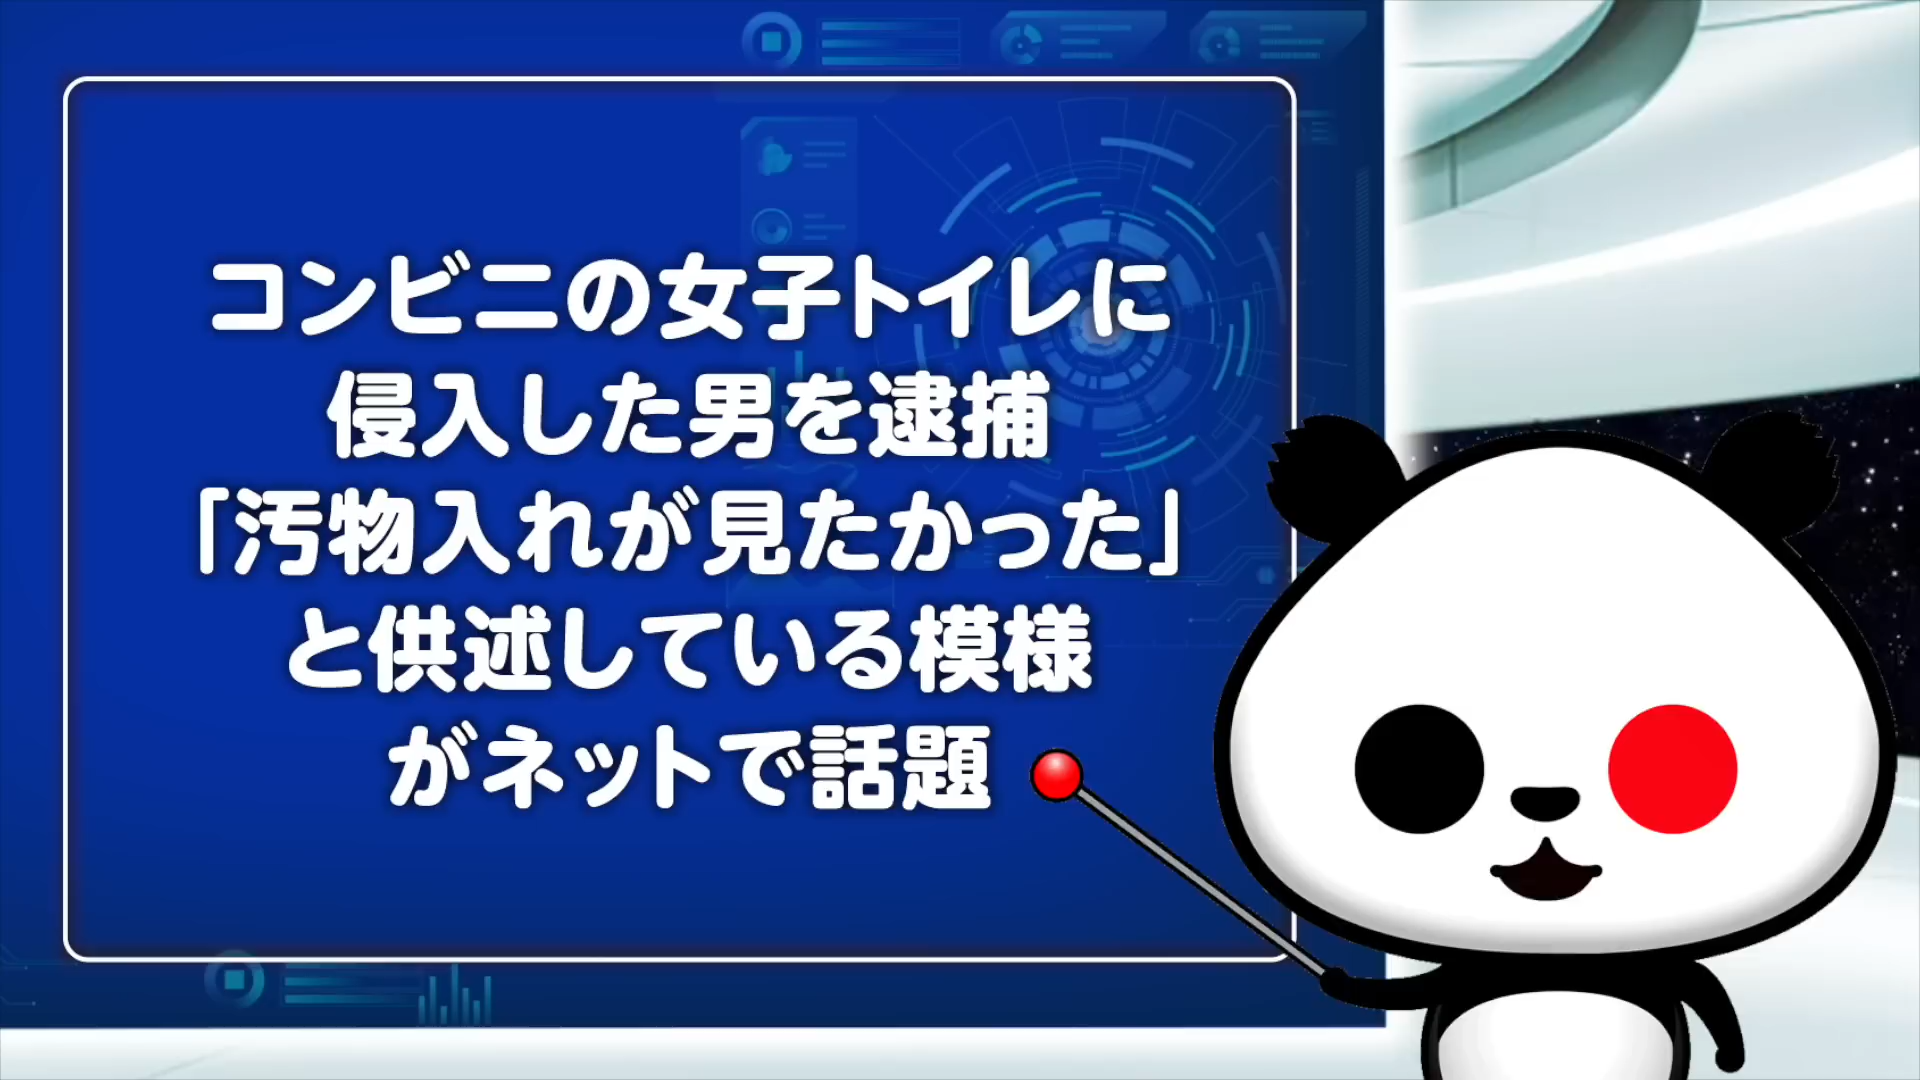 コンビニの女子トイレに
侵入した男を逮捕
｢汚物入れが見たかった｣
と供述している模様
がネットで話題